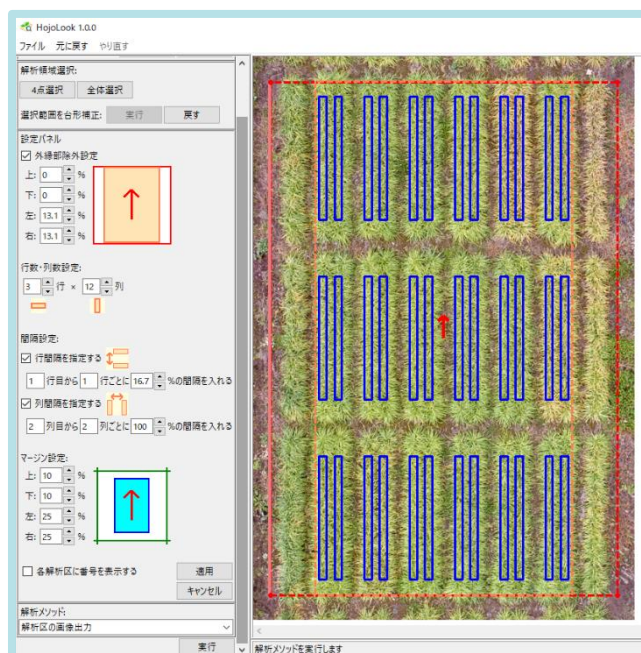 HojoLook 1.0.0
ファイル 元に戻す やり直す
解析領域選択:
4点選択 全体選択
選択範囲を台形補正: 実行 戻す
設定パネル
外縁部除外設定
上: 0 %
下: 0 %
左: 13.1 %
右: 13.1 %
行数・列数設定:
3 行 × 12 列
間隔設定:
行間隔を指定する
1 行目から 1 行ごとに 16.7 %の間隔を入れる
列間隔を指定する
2 列目から 2 列ごとに 100 %の間隔を入れる
マージン設定:
上: 10 %
下: 10 %
左: 25 %
右: 25 %
各解析区に番号を表示する 適用
キャンセル
解析メソッド:
解析区の画像出力
実行
解析メソッドを実行します